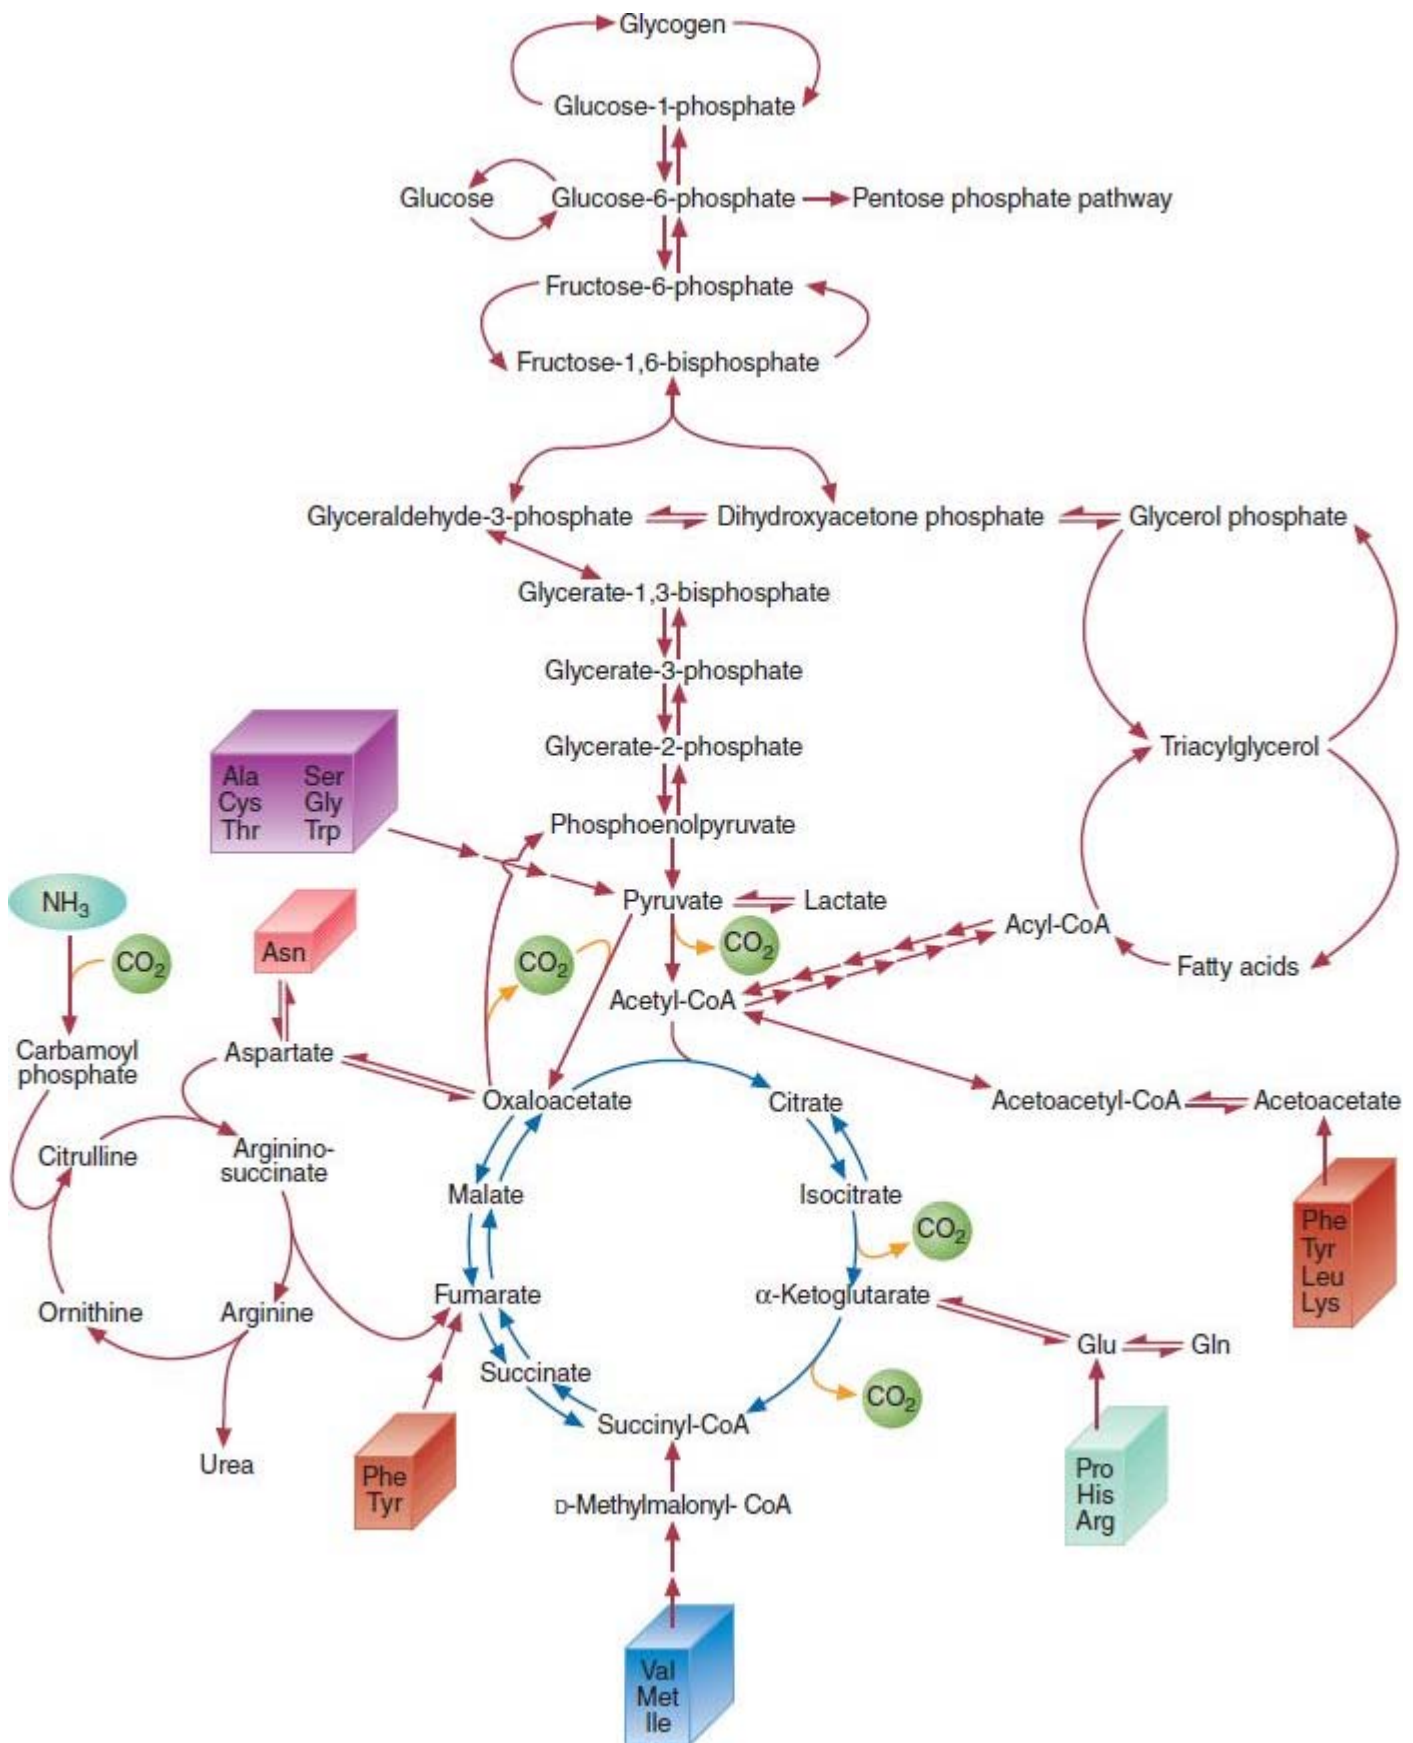 Glycogen
Glucose-1-phosphate
Glucose
Glucose-6-phosphate
Pentose phosphate pathway
Fructose-6-phosphate
Fructose-1,6-bisphosphate
Glyceraldehyde-3-phosphate
Dihydroxyacetone phosphate
Glycerol phosphate
Glycerate-1,3-bisphosphate
Glycerate-3-phosphate
Glycerate-2-phosphate
Triacylglycerol
Ala Ser
Cys Gly
Thr Trp
Phosphoenolpyruvate
NH3
Pyruvate
Lactate
Acyl-CoA
Asn
CO2
CO2
CO2
Fatty acids
Acetyl-CoA
Carbamoyl
phosphate
Aspartate
Oxaloacetate
Citrate
Acetoacetyl-CoA
Acetoacetate
Citrulline
Arginino-
succinate
Malate
Isocitrate
CO2
Phe
Tyr
Leu
Lys
Ornithine
Arginine
Fumarate
α-Ketoglutarate
Glu
Gln
Succinate
CO2
Succinyl-CoA
Urea
Phe
Tyr
Pro
His
Arg
D-Methylmalonyl- CoA
Val
Met
Ile